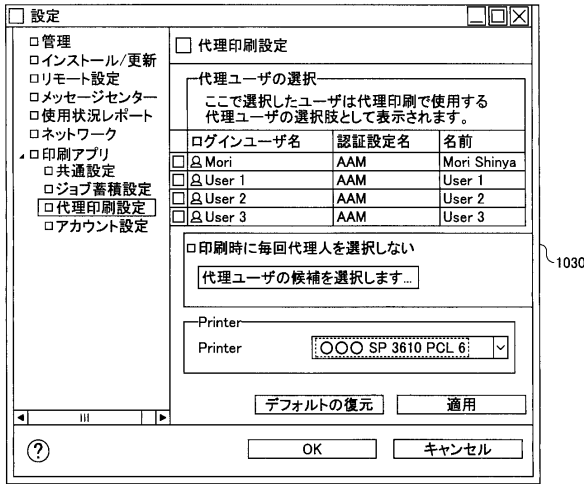 設定
管理
インストール/更新
リモート設定
メッセージセンター
使用状況レポート
ネットワーク
印刷アプリ
共通設定
ジョブ蓄積設定
代理印刷設定
アカウント設定
代理印刷設定
代理ユーザの選択
ここで選択したユーザは代理印刷で使用する
代理ユーザの選択肢として表示されます。
ログインユーザ名 認証設定名 名前
Mori AAM Mori Shinya
User 1 AAM User 1
User 2 AAM User 2
User 3 AAM User 3
印刷時に毎回代理人を選択しない
代理ユーザの候補を選択します...
1030
Printer
Printer 〇〇〇 SP 3610 PCL 6
デフォルトの復元 適用
? OK キャンセル